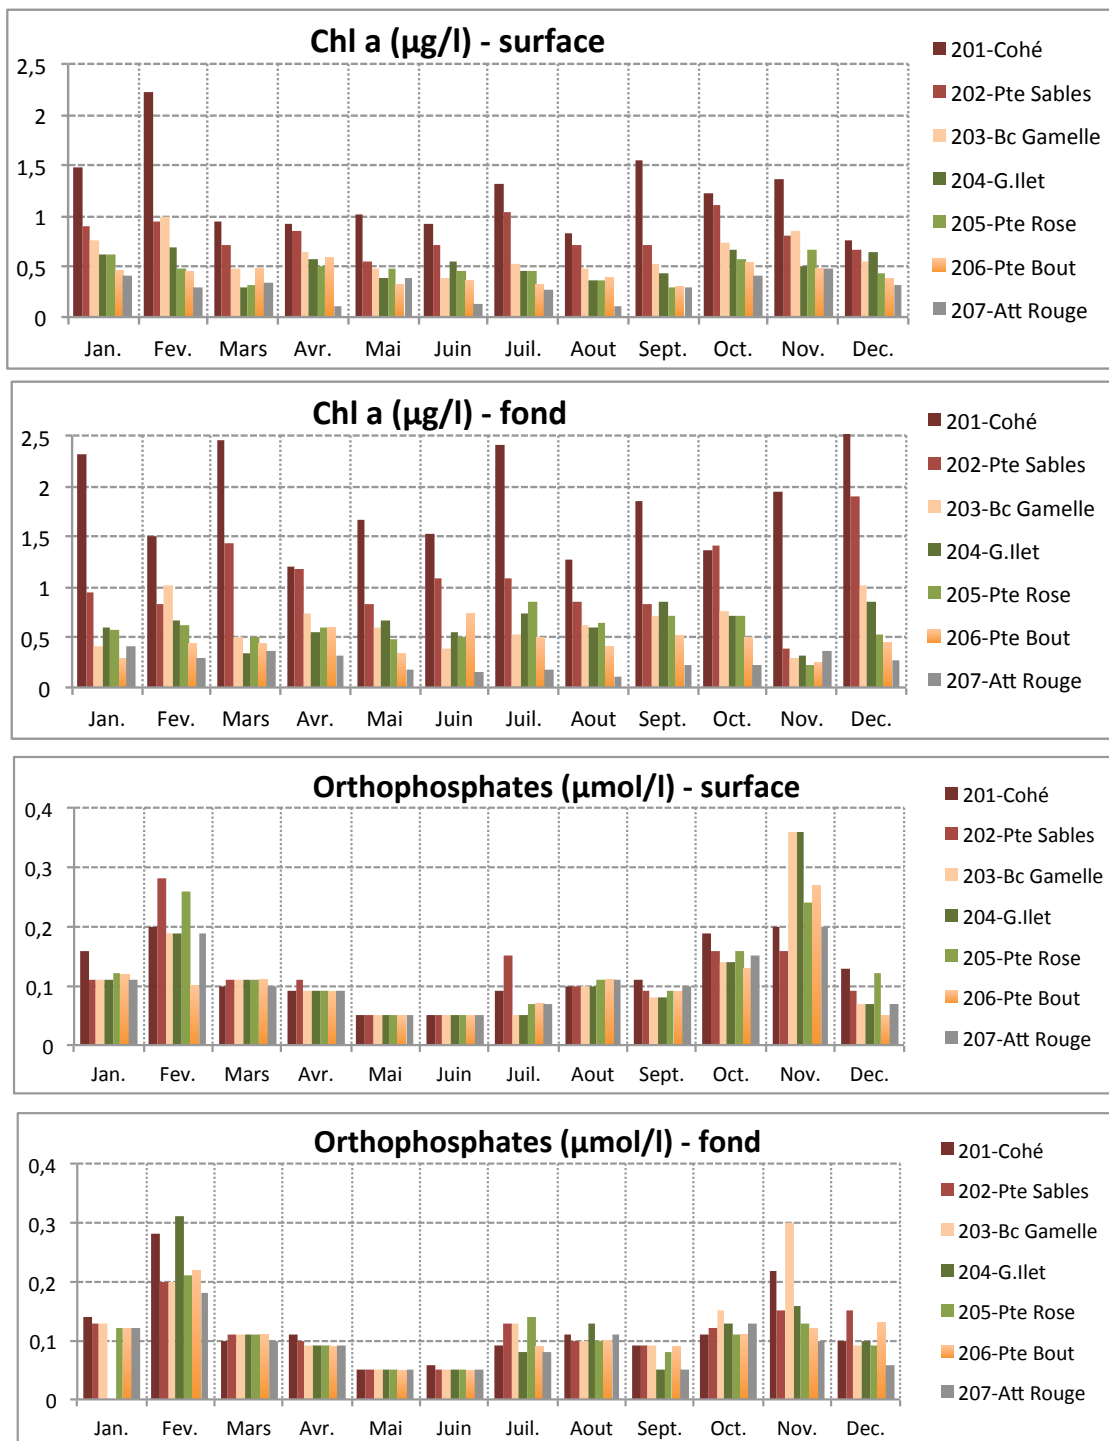 Chl a (µg/l) - surface
2,5
2
1,5
1
0,5
0
Jan. Fev. Mars Avr. Mai Juin Juil. Aout Sept. Oct. Nov. Dec.
201-Cohé
202-Pte Sables
203-Bc Gamelle
204-G.Ilet
205-Pte Rose
206-Pte Bout
207-Att Rouge
Chl a (µg/l) - fond
2,5
2
1,5
1
0,5
0
Jan. Fev. Mars Avr. Mai Juin Juil. Aout Sept. Oct. Nov. Dec.
201-Cohé
202-Pte Sables
203-Bc Gamelle
204-G.Ilet
205-Pte Rose
206-Pte Bout
207-Att Rouge
Orthophosphates (µmol/l) - surface
0,4
0,3
0,2
0,1
0
Jan. Fev. Mars Avr. Mai Juin Juil. Aout Sept. Oct. Nov. Dec.
201-Cohé
202-Pte Sables
203-Bc Gamelle
204-G.Ilet
205-Pte Rose
206-Pte Bout
207-Att Rouge
Orthophosphates (µmol/l) - fond
0,4
0,3
0,2
0,1
0
Jan. Fev. Mars Avr. Mai Juin Juil. Aout Sept. Oct. Nov. Dec.
201-Cohé
202-Pte Sables
203-Bc Gamelle
204-G.Ilet
205-Pte Rose
206-Pte Bout
207-Att Rouge